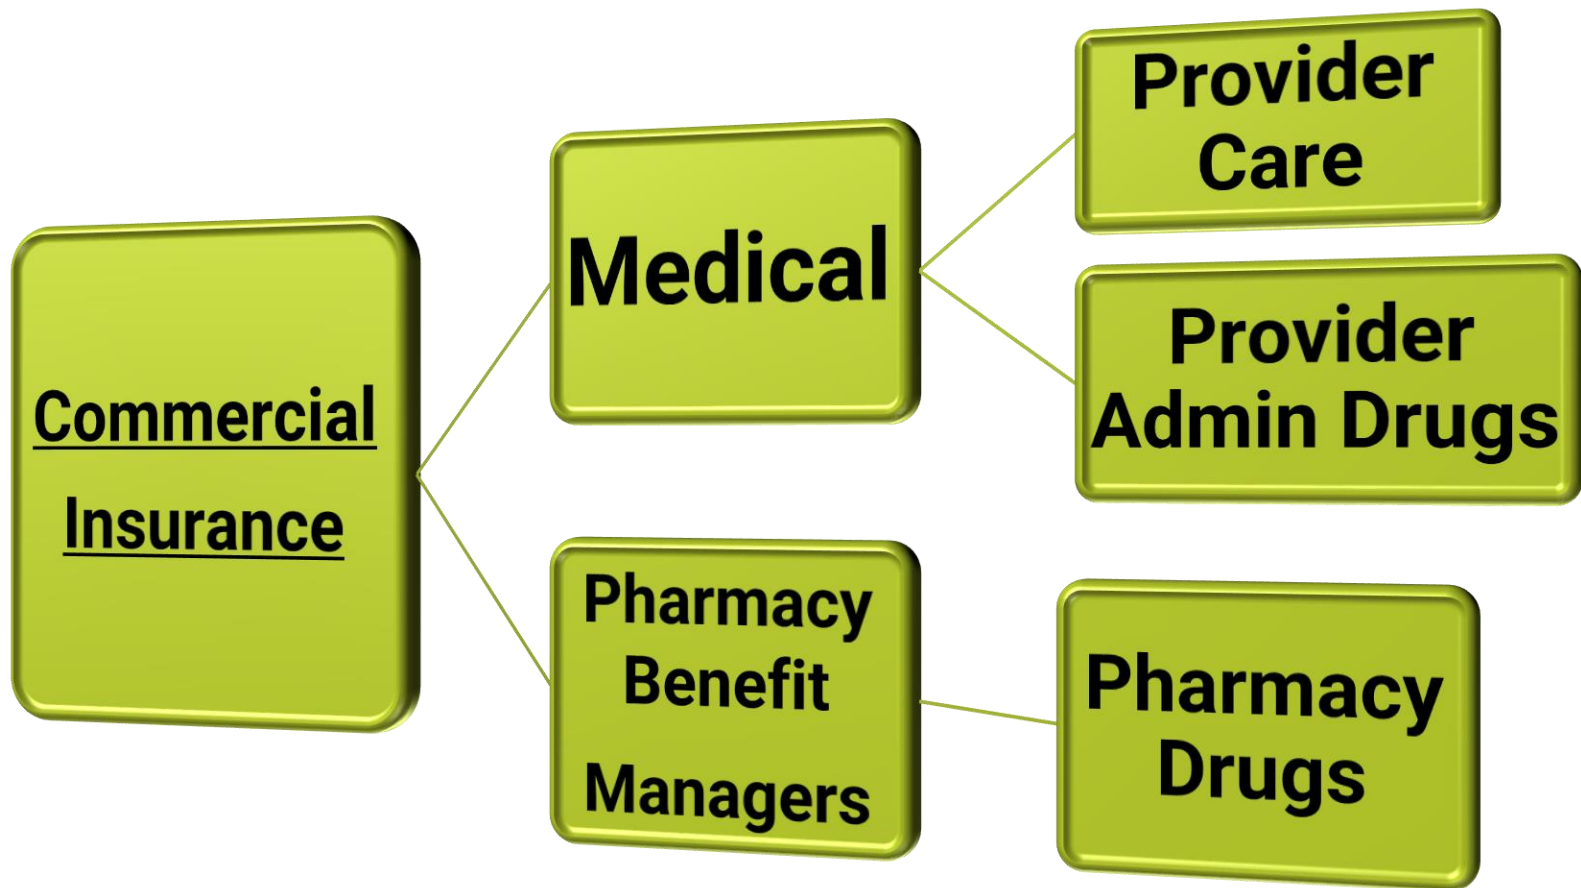 Commercial
Insurance
Medical
Pharmacy
Benefit
Managers
Provider
Care
Provider
Admin Drugs
Pharmacy
Drugs